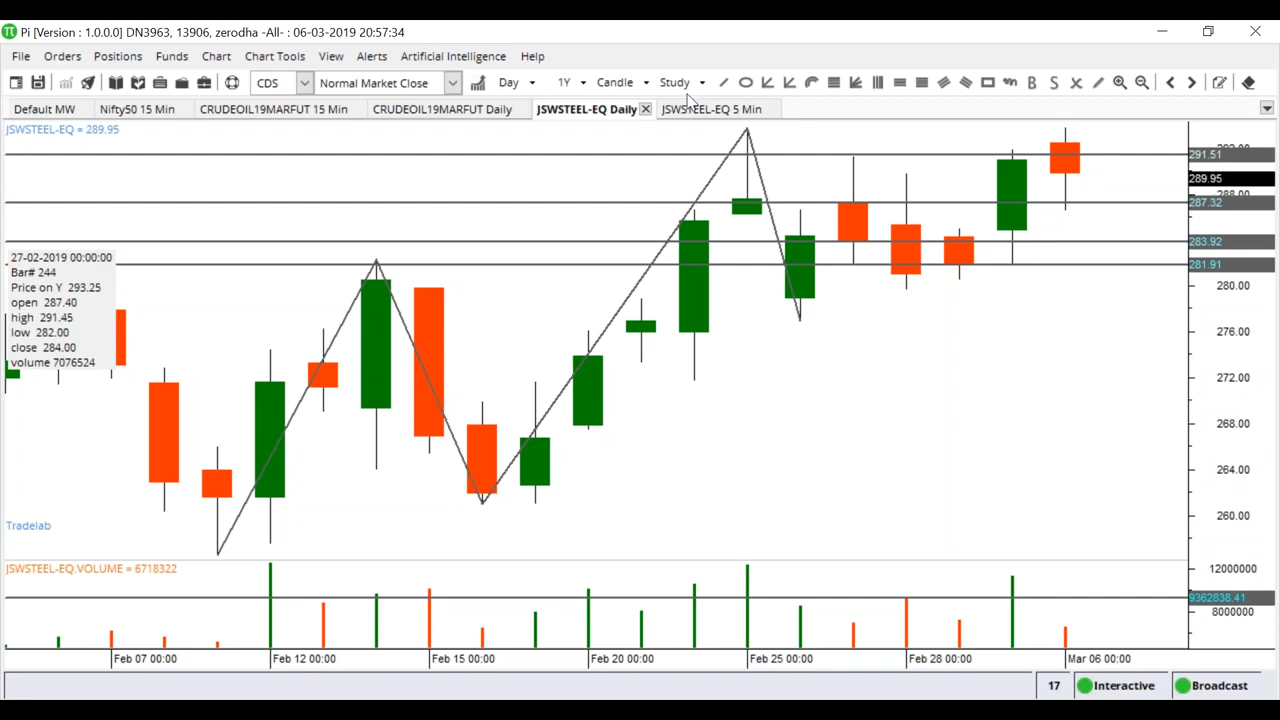 Pi [Version : 1.0.0.0] DN3963, 13906, zerodha -All- : 06-03-2019 20:57:34
File Orders Positions Funds Chart Chart Tools View Alerts Artificial Intelligence Help
CDS Normal Market Close Day 1Y Candle Study B S
Default MW Nifty50 15 Min CRUDEOIL19MARFUT 15 Min CRUDEOIL19MARFUT Daily JSWSTEEL-EQ Daily JSWSTEEL-EQ 5 Min
JSWSTEEL-EQ = 289.95
291.51
289.95
288.00
287.32
283.92
281.91
280.00
276.00
272.00
268.00
264.00
260.00
27-02-2019 00:00:00
Bar# 244
Price on Y 293.25
open 287.40
high 291.45
low 282.00
close 284.00
volume 7076524
Tradelab
JSWSTEEL-EQ.VOLUME = 6718322
12000000
9362838.41
8000000
Feb 07 00:00 Feb 12 00:00 Feb 15 00:00 Feb 20 00:00 Feb 25 00:00 Feb 28 00:00 Mar 06 00:00
17 Interactive Broadcast